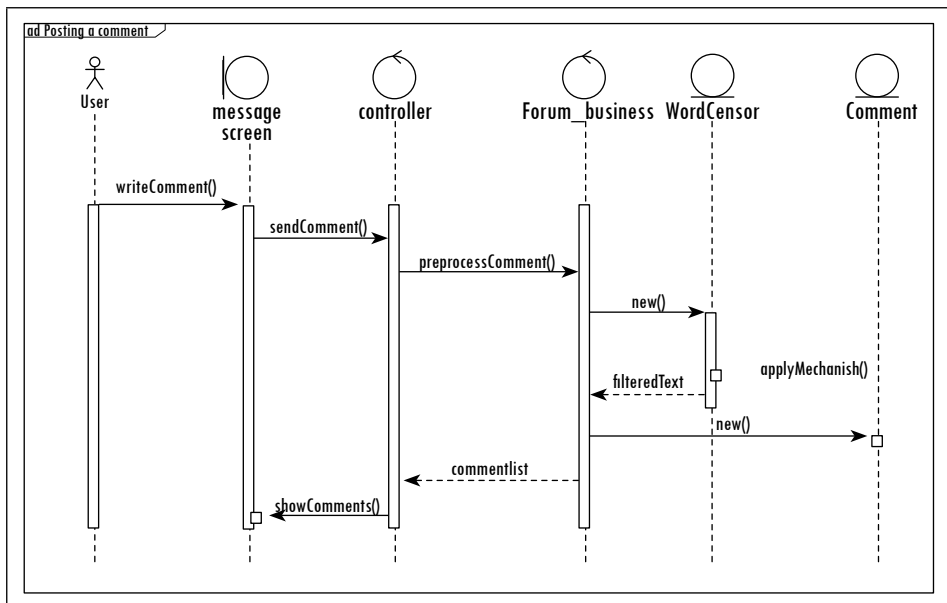 ad Posting a comment
User
message
screen
controller
Forum_business
WordCensor
Comment
writeComment()
sendComment()
preprocessComment()
new()
applyMechanish()
filteredText
new()
commentlist
showComments()